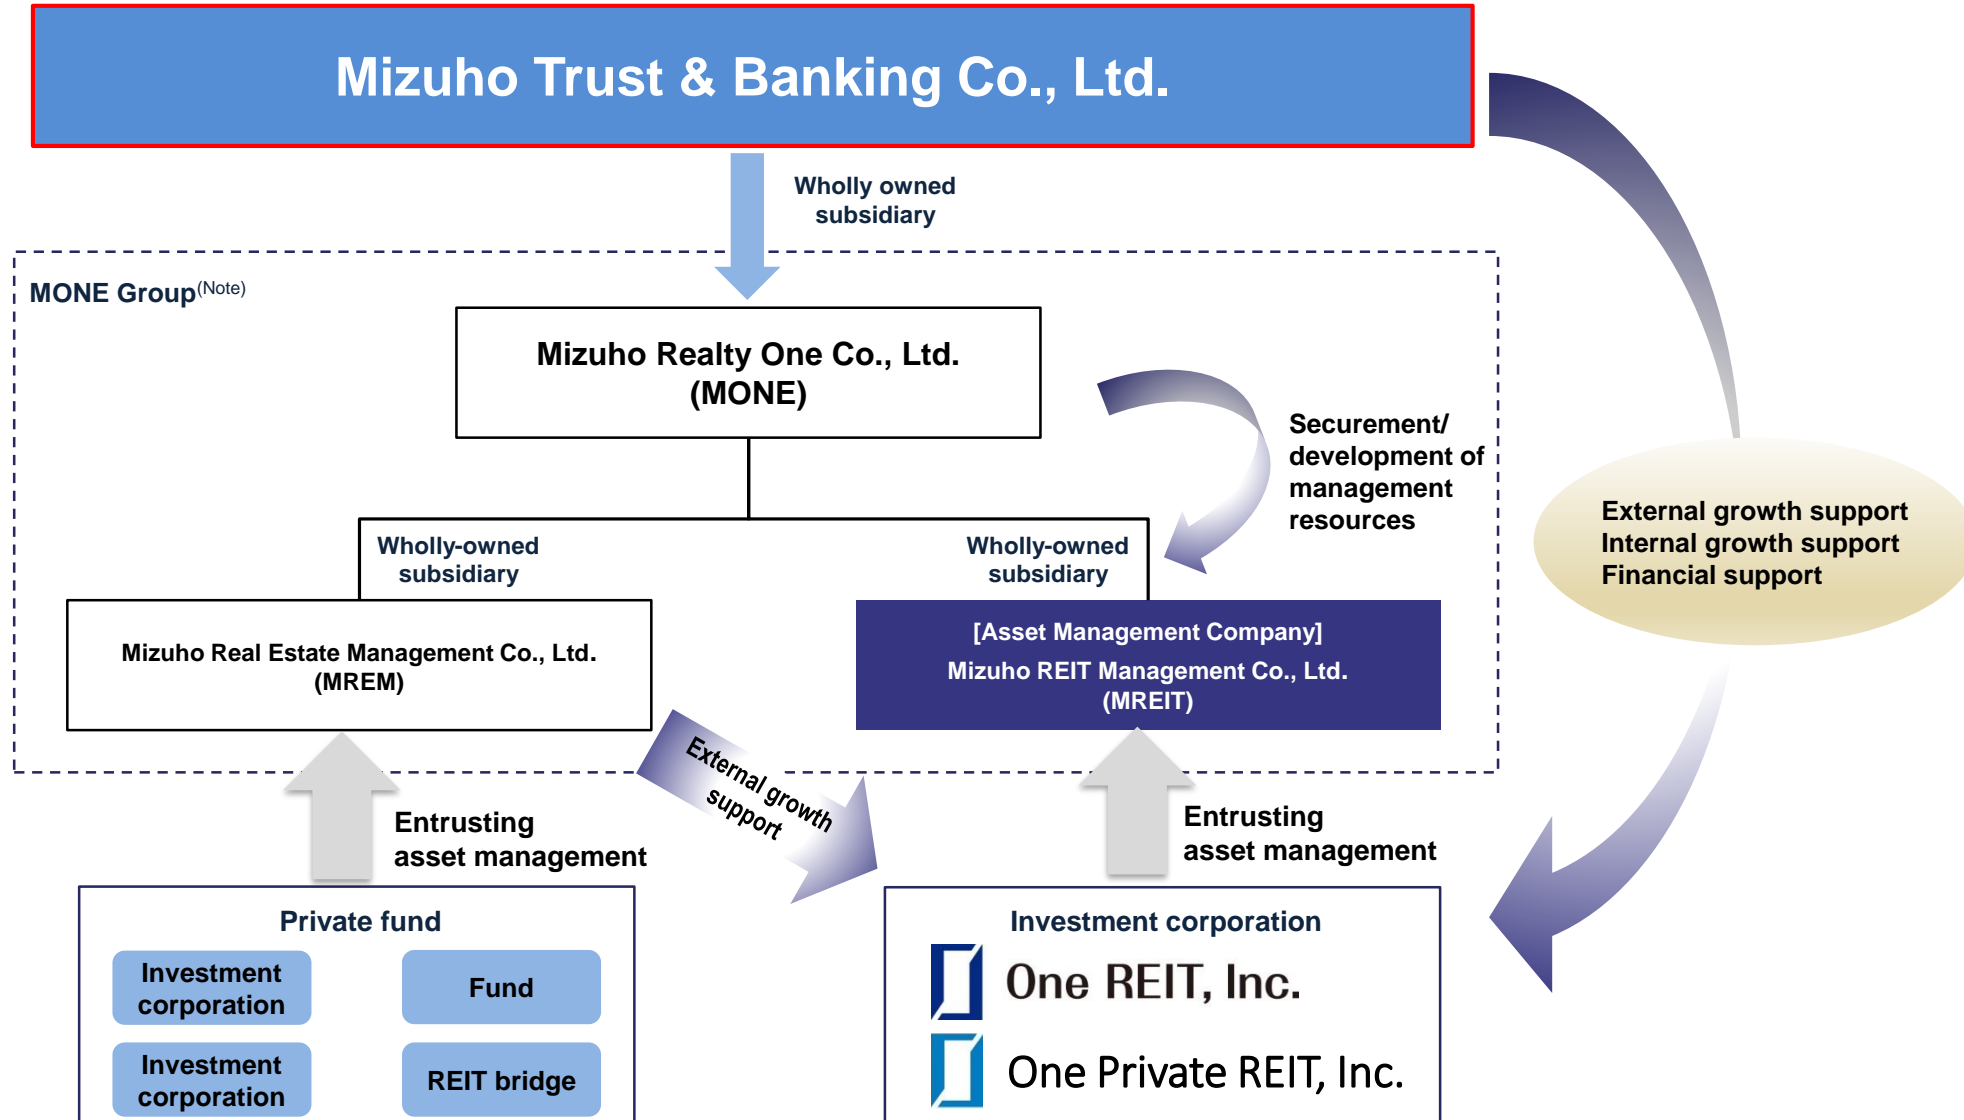 Mizuho Trust & Banking Co., Ltd.
Wholly owned
subsidiary
MONE Group(Note)
Mizuho Realty One Co., Ltd.
(MONE)
Securement/
development of
management
resources
External growth support
Internal growth support
Financial support
Wholly-owned
subsidiary
Wholly-owned
subsidiary
Mizuho Real Estate Management Co., Ltd.
(MREM)
[Asset Management Company]
Mizuho REIT Management Co., Ltd.
(MREIT)
External growth
support
Entrusting
asset management
Entrusting
asset management
Private fund
Investment
corporation
Fund
Investment
corporation
REIT bridge
Investment corporation
One REIT, Inc.
One Private REIT, Inc.